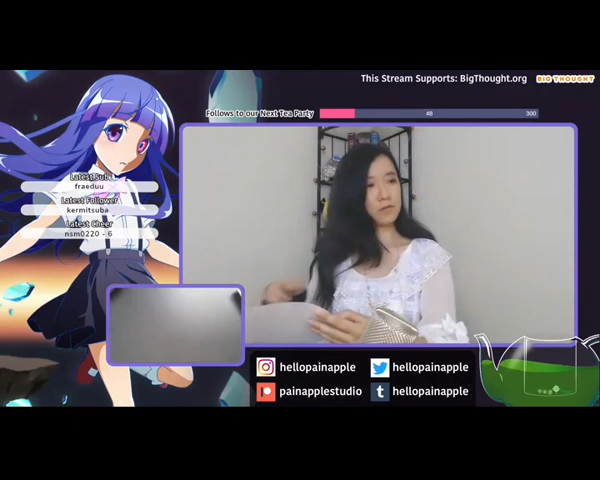 This Stream Supports: BigThought.org
BIG THOUGHT
Follows to our Next Tea Party
48
300
Latest Sub
fraeduu
Latest Follower
kermitsuba
Latest Cheer
nsm0220 - 6
hellopainapple
hellopainapple
painapplestudio
hellopainapple